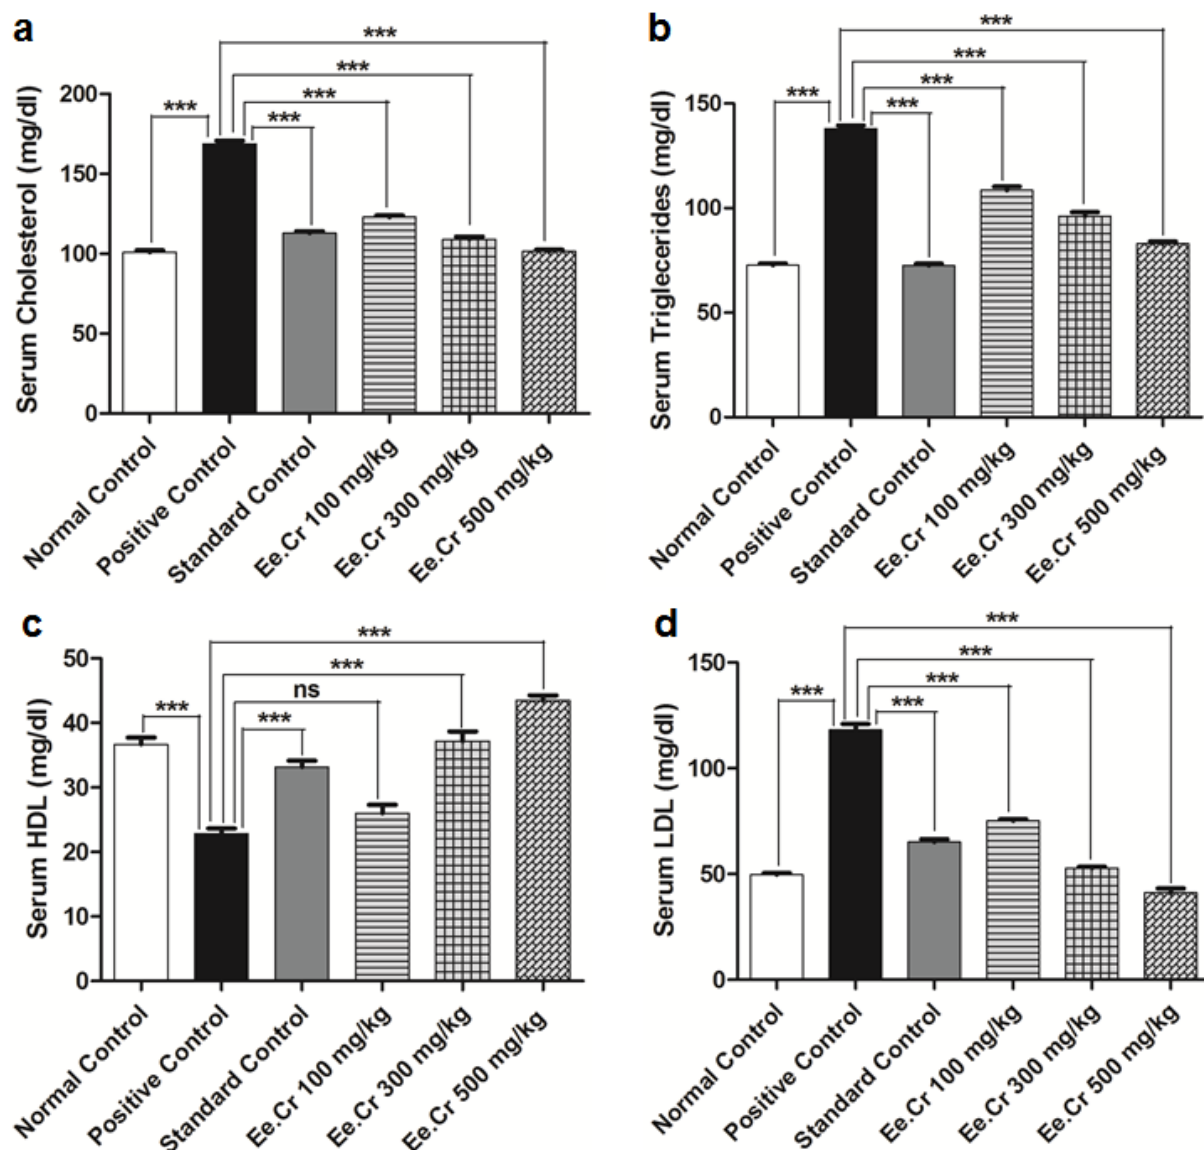 a
***
***
***
***
***
Serum Cholesterol (mg/dl)
200
150
100
50
0
Normal Control
Positive Control
Standard Control
Ee.Cr 100 mg/kg
Ee.Cr 300 mg/kg
Ee.Cr 500 mg/kg
b
***
***
***
***
***
Serum Triglecerides (mg/dl)
150
100
50
0
Normal Control
Positive Control
Standard Control
Ee.Cr 100 mg/kg
Ee.Cr 300 mg/kg
Ee.Cr 500 mg/kg
c
***
***
ns
***
***
Serum HDL (mg/dl)
50
40
30
20
10
0
Normal Control
Positive Control
Standard Control
Ee.Cr 100 mg/kg
Ee.Cr 300 mg/kg
Ee.Cr 500 mg/kg
d
***
***
***
***
***
Serum LDL (mg/dl)
150
100
50
0
Normal Control
Positive Control
Standard Control
Ee.Cr 100 mg/kg
Ee.Cr 300 mg/kg
Ee.Cr 500 mg/kg